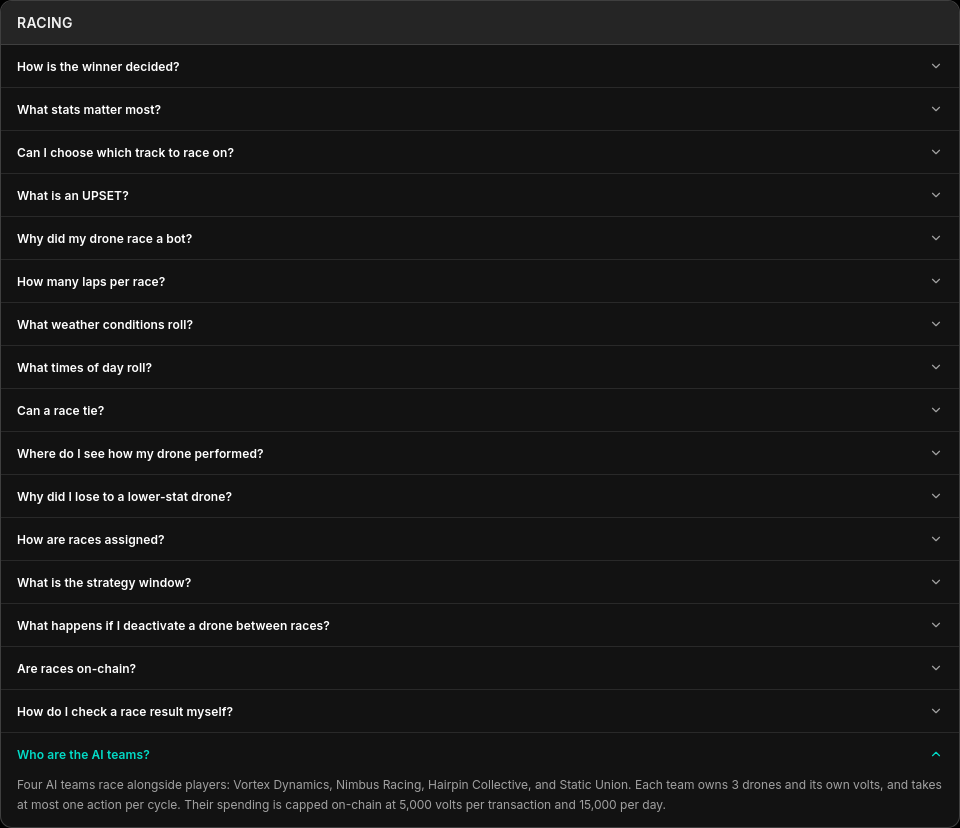 RACING
How is the winner decided?
What stats matter most?
Can I choose which track to race on?
What is an UPSET?
Why did my drone race a bot?
How many laps per race?
What weather conditions roll?
What times of day roll?
Can a race tie?
Where do I see how my drone performed?
Why did I lose to a lower-stat drone?
How are races assigned?
What is the strategy window?
What happens if I deactivate a drone between races?
Are races on-chain?
How do I check a race result myself?
Who are the AI teams?
Four AI teams race alongside players: Vortex Dynamics, Nimbus Racing, Hairpin Collective, and Static Union. Each team owns 3 drones and its own volts, and takes
at most one action per cycle. Their spending is capped on-chain at 5,000 volts per transaction and 15,000 per day.